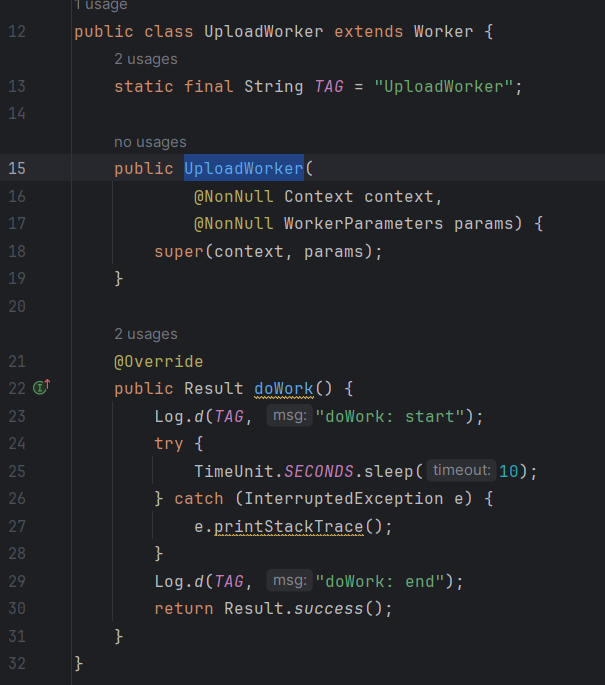 1 usage
12 public class UploadWorker extends Worker {
2 usages
13 static final String TAG = "UploadWorker";
14
no usages
15 public UploadWorker(
16 @NonNull Context context,
17 @NonNull WorkerParameters params) {
18 super(context, params);
19 }
20
2 usages
21 @Override
22 public Result doWork() {
23 Log.d(TAG, msg: "doWork: start");
24 try {
25 TimeUnit.SECONDS.sleep( timeout: 10);
26 } catch (InterruptedException e) {
27 e.printStackTrace();
28 }
29 Log.d(TAG, msg: "doWork: end");
30 return Result.success();
31 }
32 }